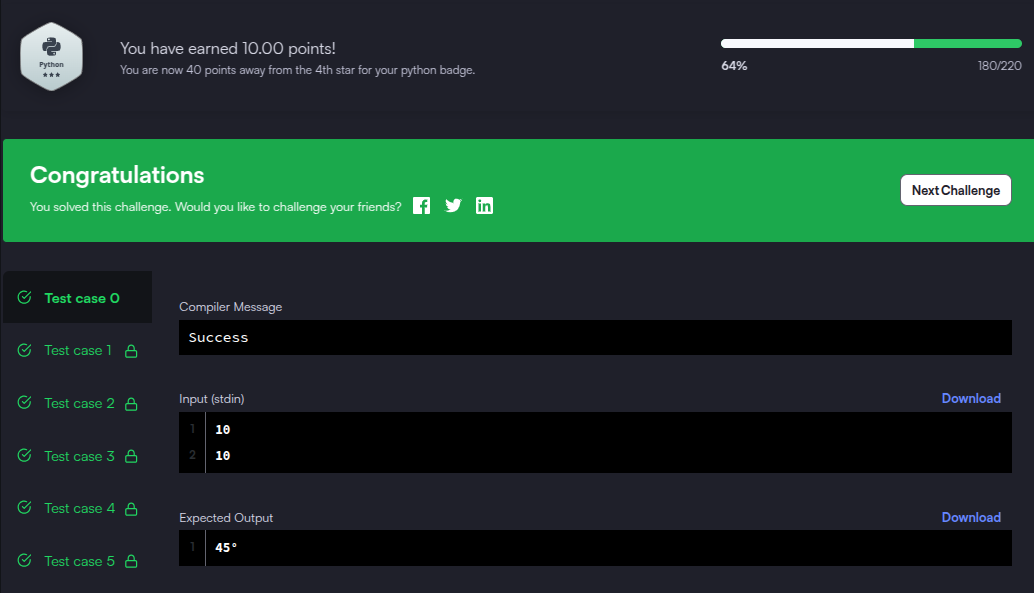 Python
★★★
You have earned 10.00 points!
You are now 40 points away from the 4th star for your python badge.
64%
180/220
Congratulations
You solved this challenge. Would you like to challenge your friends?
Next Challenge
Test case 0
Test case 1
Test case 2
Test case 3
Test case 4
Test case 5
Compiler Message
Success
Input (stdin)
Download
1 10
2 10
Expected Output
Download
1 45°